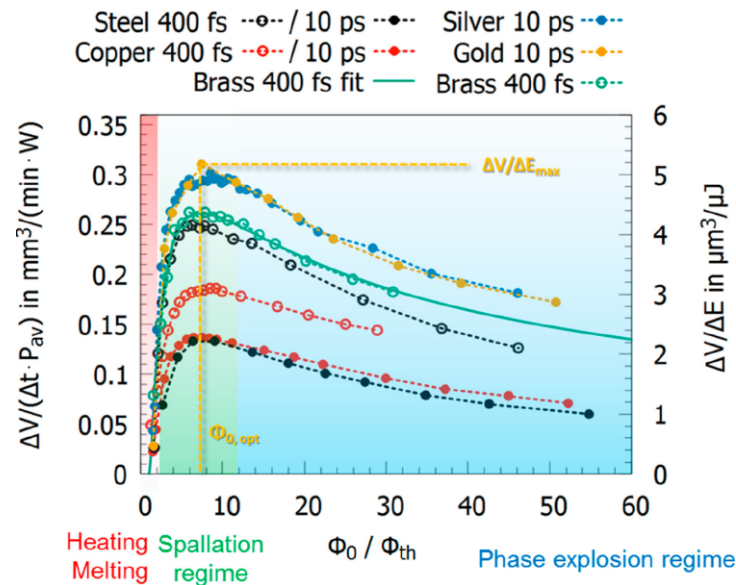 Steel 400 fs / 10 ps Silver 10 ps
Copper 400 fs / 10 ps Gold 10 ps
Brass 400 fs fit Brass 400 fs
ΔV/(Δt· P_av) in mm³/(min· W)
0.35
0.3
0.25
0.2
0.15
0.1
0.05
0
6
5
4
3
2
1
0
ΔV/ΔE in μm³/μJ
ΔV/ΔE_max
Φ_0, opt
0 10 20 30 40 50 60
Heating
Melting
Spallation
regime
Φ_0 / Φ_th
Phase explosion regime